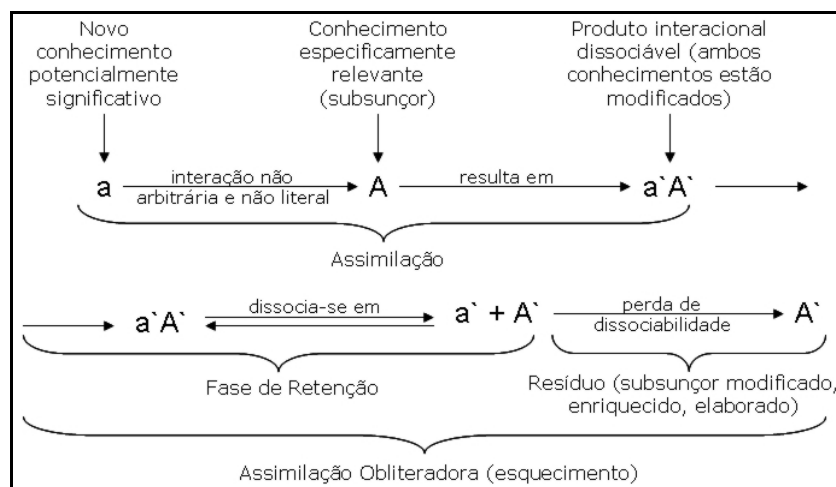 Novo
conhecimento
potencialmente
significativo
Conhecimento
especificamente
relevante
(subsunçor)
Produto interacional
dissociável (ambos
conhecimentos estão
modificados)
a
interação não
arbitrária e não literal
A
resulta em
a`A`
Assimilação
a`A`
dissocia-se em
a` + A`
perda de
dissociabilidade
A`
Fase de Retenção
Resíduo (subsunçor modificado,
enriquecido, elaborado)
Assimilação Obliteradora (esquecimento)